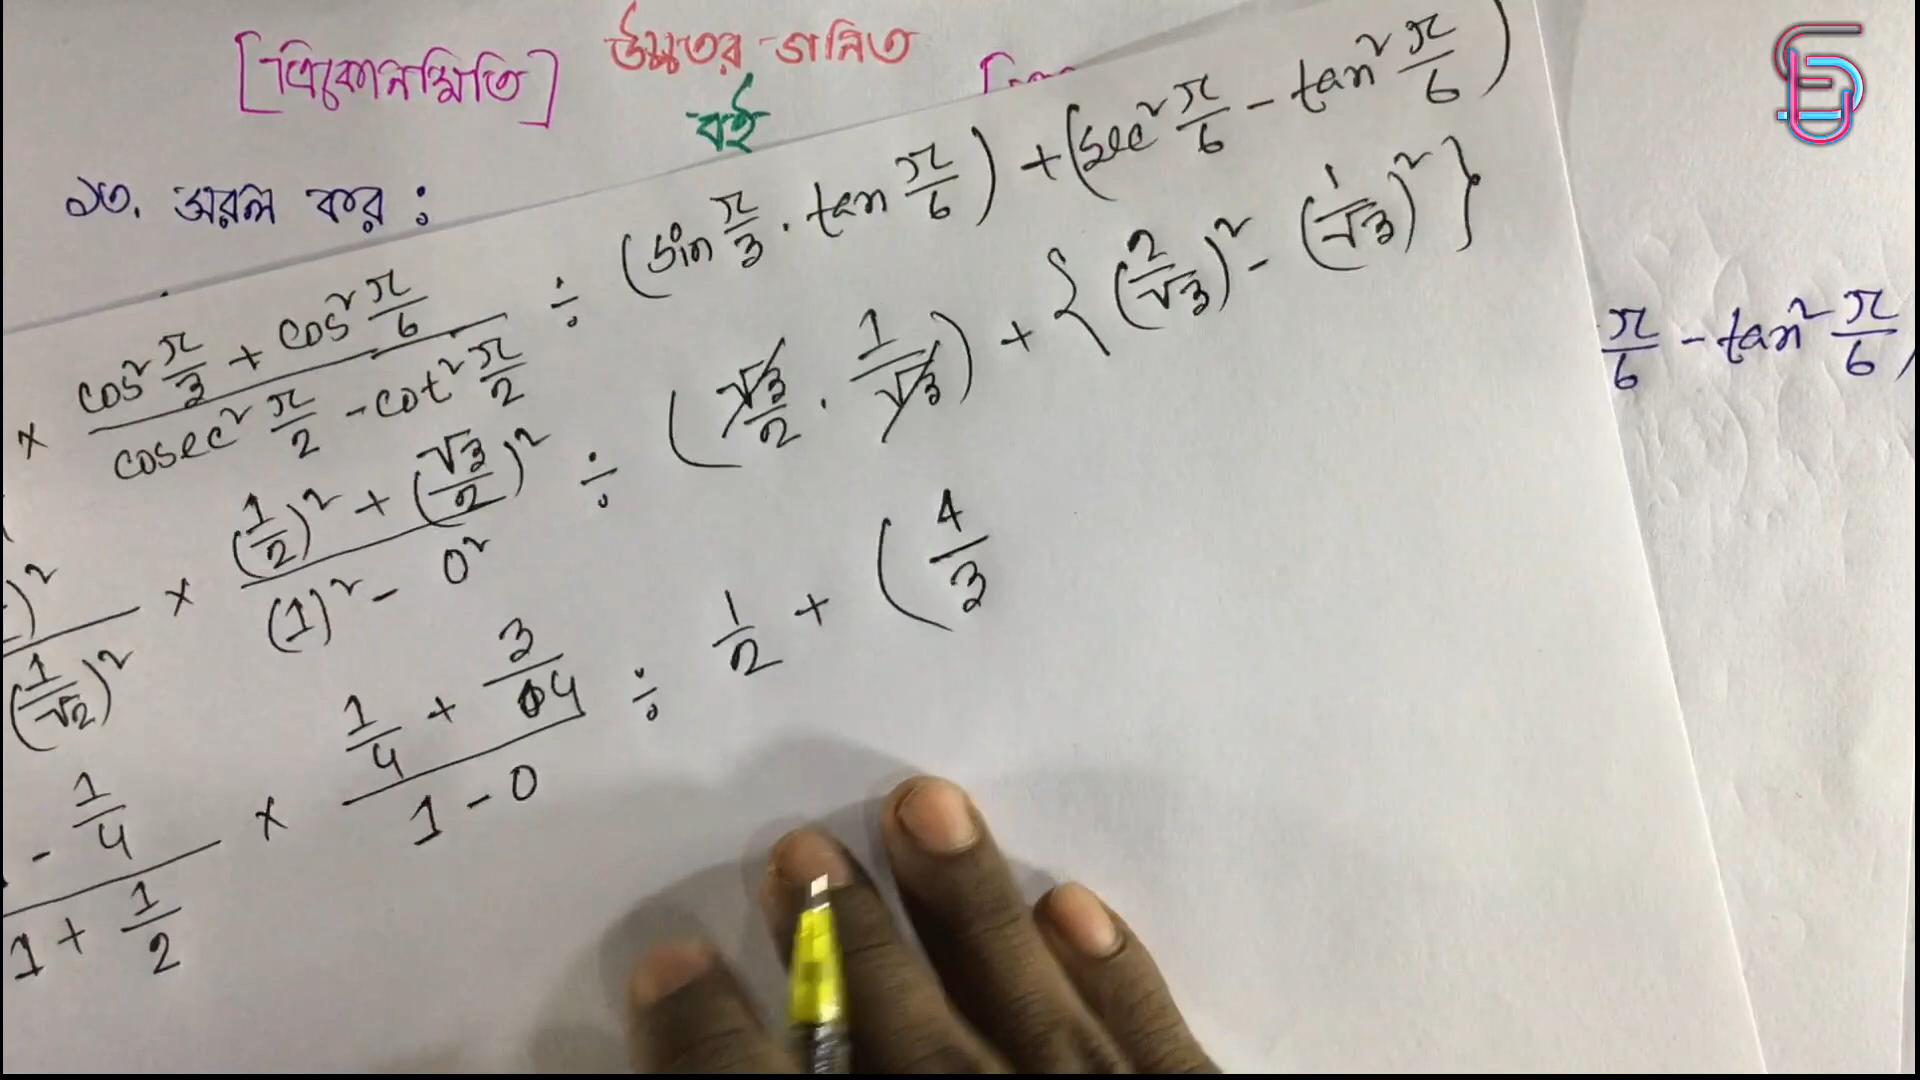 [ত্রিকোনমিতি] উচ্চতর গনিত
বই
১৩. সরল কর :
× (cos² π/3 + cos² π/6) / (cosec² π/2 - cot² π/2) ÷ (sin π/3 . tan π/6) + (sec² π/6 - tan² π/6)
π/6 - tan² π/6)
)² / (1/√2)² × ((1/2)² + (√3/2)²) / ((1)² - 0²) ÷ (√3/2 . 1/√3) + {(2/√3)² - (1/√3)²}
- 1/4 / 1 + 1/2 × (1/4 + 3/4) / (1 - 0) ÷ 1/2 + (4/3